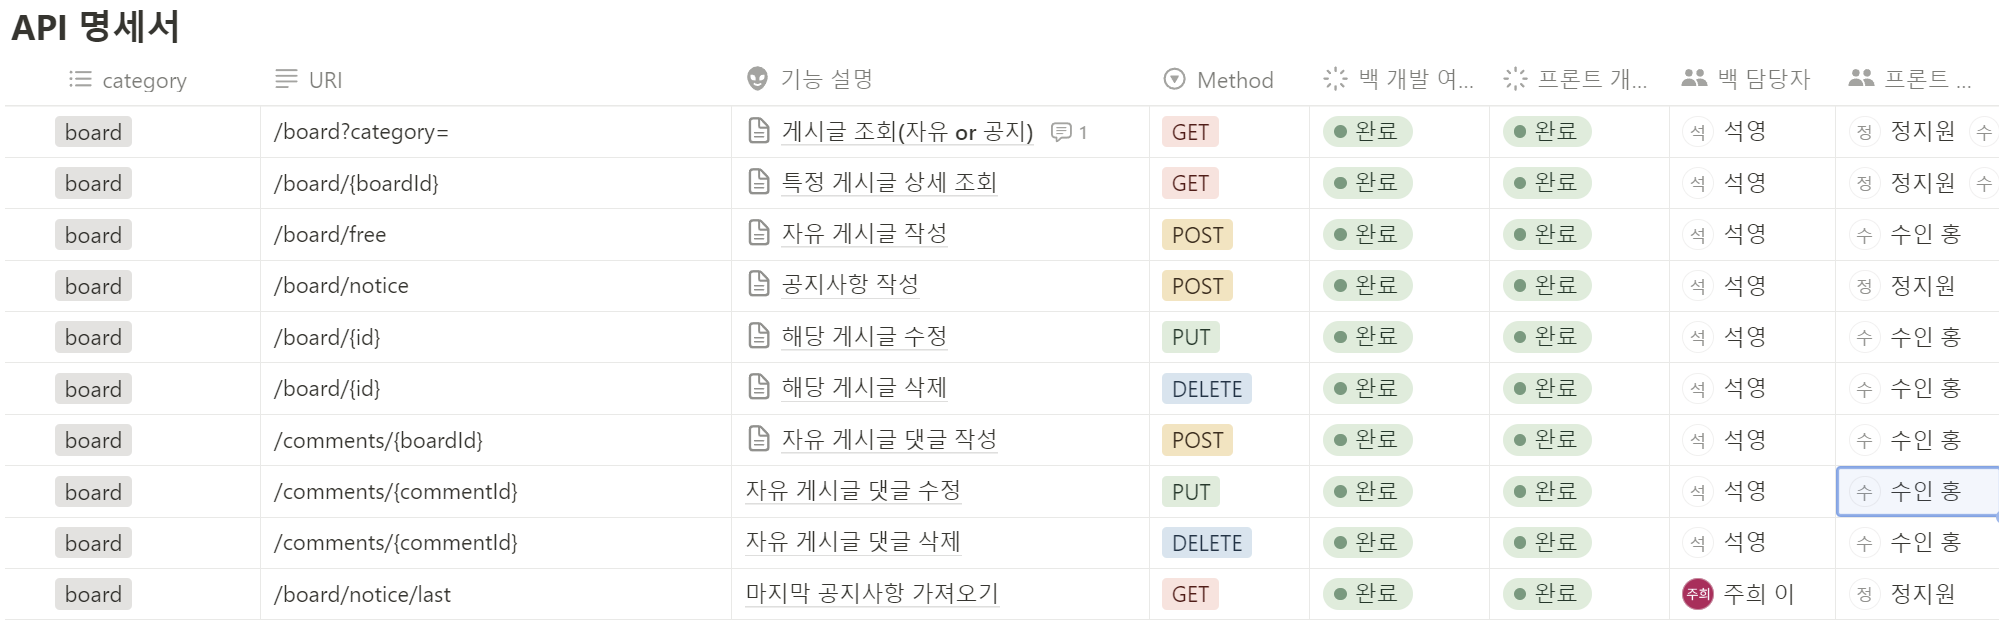 API 명세서
category URI 기능 설명 Method 백 개발 여... 프론트 개... 백 담당자 프론트 ...
board /board?category= 게시글 조회(자유 or 공지) 1 GET 완료 완료 석 석영 정 정지원 수
board /board/{boardId} 특정 게시글 상세 조회 GET 완료 완료 석 석영 정 정지원 수
board /board/free 자유 게시글 작성 POST 완료 완료 석 석영 수 수인 홍
board /board/notice 공지사항 작성 POST 완료 완료 석 석영 정 정지원
board /board/{id} 해당 게시글 수정 PUT 완료 완료 석 석영 수 수인 홍
board /board/{id} 해당 게시글 삭제 DELETE 완료 완료 석 석영 수 수인 홍
board /comments/{boardId} 자유 게시글 댓글 작성 POST 완료 완료 석 석영 수 수인 홍
board /comments/{commentId} 자유 게시글 댓글 수정 PUT 완료 완료 석 석영 수 수인 홍
board /comments/{commentId} 자유 게시글 댓글 삭제 DELETE 완료 완료 석 석영 수 수인 홍
board /board/notice/last 마지막 공지사항 가져오기 GET 완료 완료 주희 주희 이 정 정지원